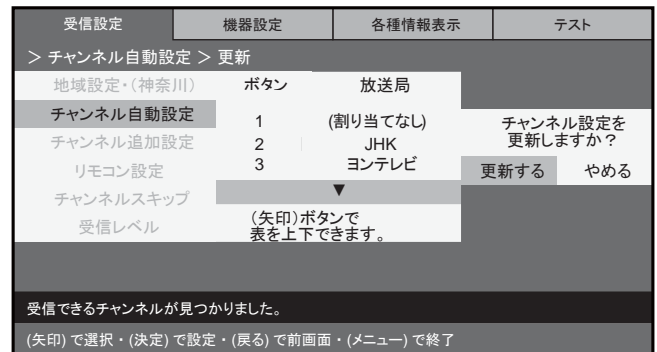 受信設定 機器設定 各種情報表示 テスト
＞ チャンネル自動設定 ＞ 更新
地域設定・(神奈川)
チャンネル自動設定
チャンネル追加設定
リモコン設定
チャンネルスキップ
受信レベル
ボタン 放送局
1 (割り当てなし)
2 JHK
3 ヨンテレビ
▼
(矢印)ボタンで
表を上下できます。
チャンネル設定を
更新しますか？
更新する やめる
受信できるチャンネルが見つかりました。
(矢印) で選択・(決定) で設定・(戻る) で前画面・(メニュー) で終了